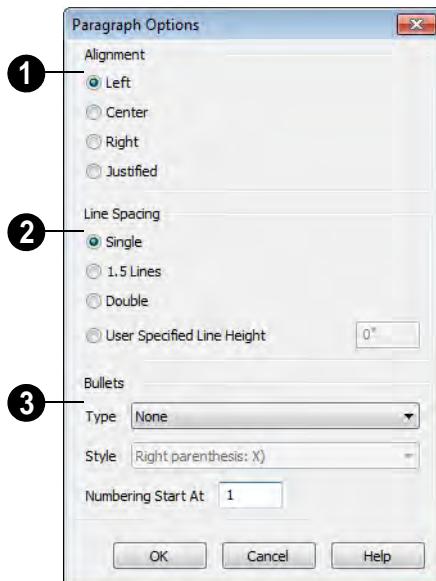 Paragraph Options
Alignment
1
Left
Center
Right
Justified
Line Spacing
2
Single
1.5 Lines
Double
User Specified Line Height 0"
Bullets
3
Type None
Style Right parenthesis: X)
Numbering Start At 1
OK Cancel Help